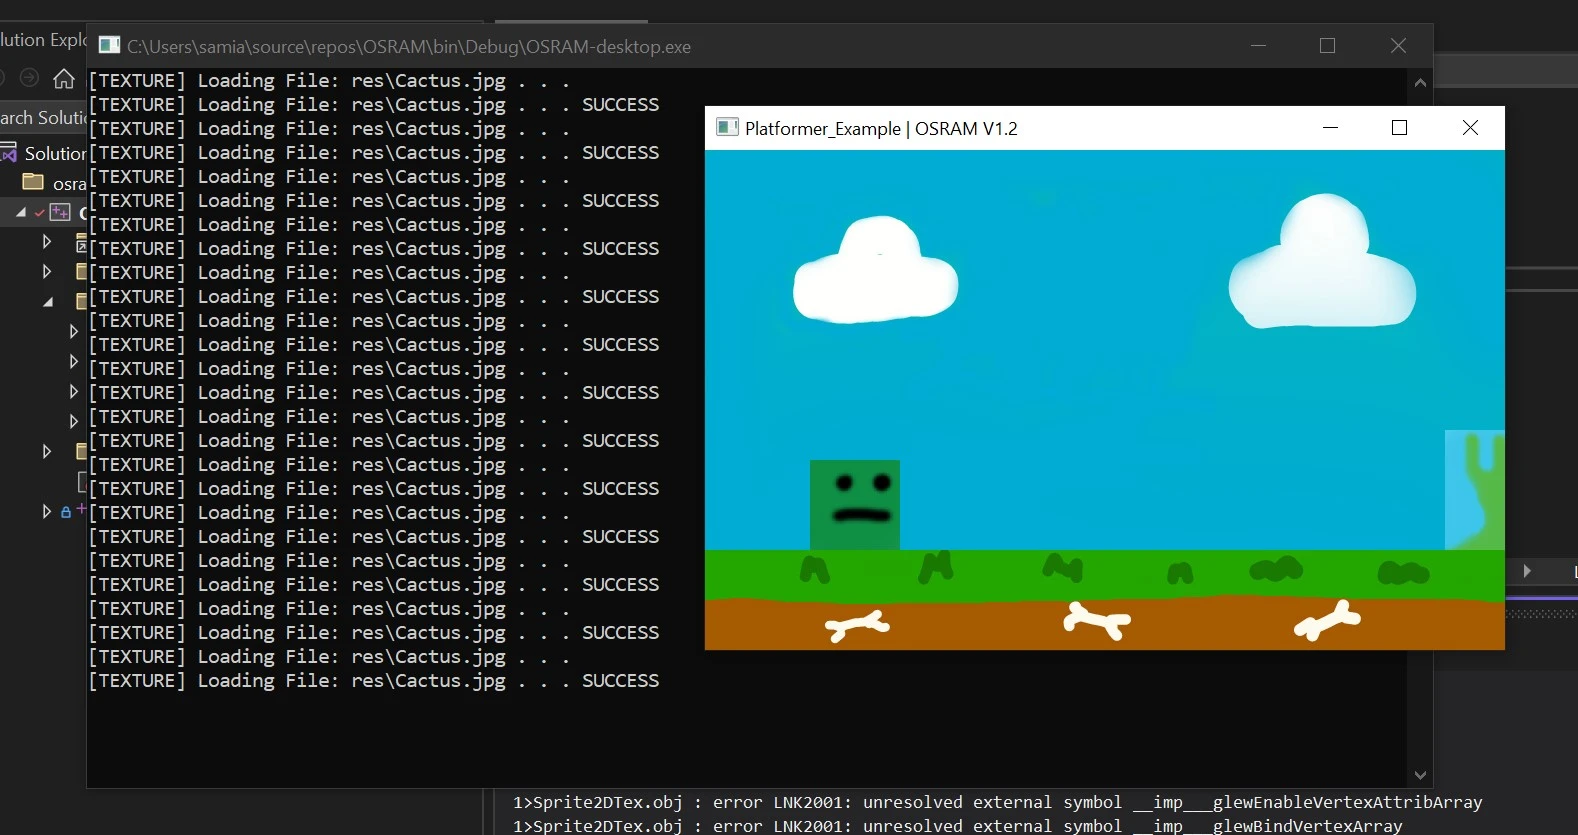 lution Explo
C:\Users\samia\source\repos\OSRAM\bin\Debug\OSRAM-desktop.exe
arch Soluti
Solution
osra
[TEXTURE] Loading File: res\Cactus.jpg . . .
[TEXTURE] Loading File: res\Cactus.jpg . . . SUCCESS
[TEXTURE] Loading File: res\Cactus.jpg . . .
[TEXTURE] Loading File: res\Cactus.jpg . . . SUCCESS
[TEXTURE] Loading File: res\Cactus.jpg . . .
[TEXTURE] Loading File: res\Cactus.jpg . . . SUCCESS
[TEXTURE] Loading File: res\Cactus.jpg . . .
[TEXTURE] Loading File: res\Cactus.jpg . . . SUCCESS
[TEXTURE] Loading File: res\Cactus.jpg . . .
[TEXTURE] Loading File: res\Cactus.jpg . . . SUCCESS
[TEXTURE] Loading File: res\Cactus.jpg . . .
[TEXTURE] Loading File: res\Cactus.jpg . . . SUCCESS
[TEXTURE] Loading File: res\Cactus.jpg . . .
[TEXTURE] Loading File: res\Cactus.jpg . . . SUCCESS
[TEXTURE] Loading File: res\Cactus.jpg . . .
[TEXTURE] Loading File: res\Cactus.jpg . . . SUCCESS
[TEXTURE] Loading File: res\Cactus.jpg . . .
[TEXTURE] Loading File: res\Cactus.jpg . . . SUCCESS
[TEXTURE] Loading File: res\Cactus.jpg . . .
[TEXTURE] Loading File: res\Cactus.jpg . . . SUCCESS
[TEXTURE] Loading File: res\Cactus.jpg . . .
[TEXTURE] Loading File: res\Cactus.jpg . . . SUCCESS
[TEXTURE] Loading File: res\Cactus.jpg . . .
[TEXTURE] Loading File: res\Cactus.jpg . . . SUCCESS
[TEXTURE] Loading File: res\Cactus.jpg . . .
[TEXTURE] Loading File: res\Cactus.jpg . . . SUCCESS
Platformer_Example | OSRAM V1.2
1>Sprite2DTex.obj : error LNK2001: unresolved external symbol __imp___glewEnableVertexAttribArray
1>Sprite2DTex.obj : error LNK2001: unresolved external symbol __imp___glewBindVertexArray